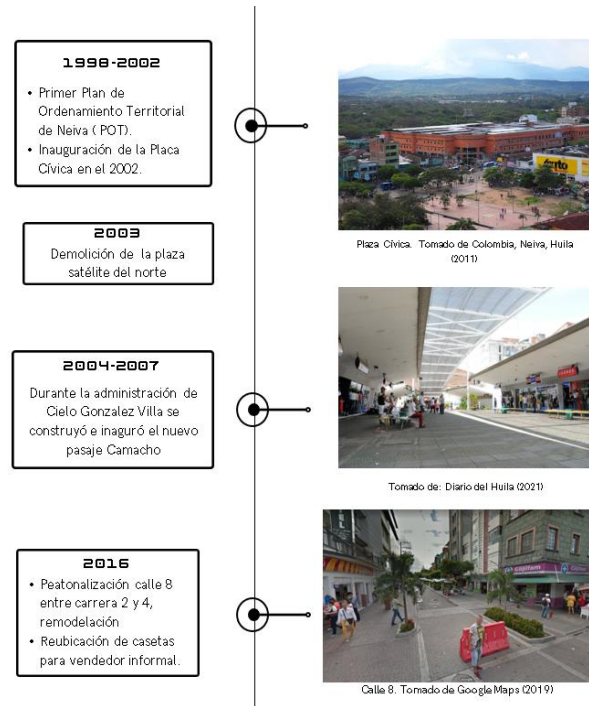 1998-2002
• Primer Plan de
Ordenamiento Territorial
de Neiva ( POT).
• Inauguración de la Placa
Cívica en el 2002.
Plaza Cívica. Tomado de Colombia, Neiva, Huila
(2011)
2003
Demolición de la plaza
satélite del norte
2004-2007
Durante la administración de
Cielo Gonzalez Villa se
construyó e inaguró el nuevo
pasaje Camacho
Tomado de: Diario del Huila (2021)
2016
• Peatonalización calle 8
entre carrera 2 y 4,
remodelación
• Reubicación de casetas
para vendedor informal.
Calle 8. Tomado de Google Maps (2019)